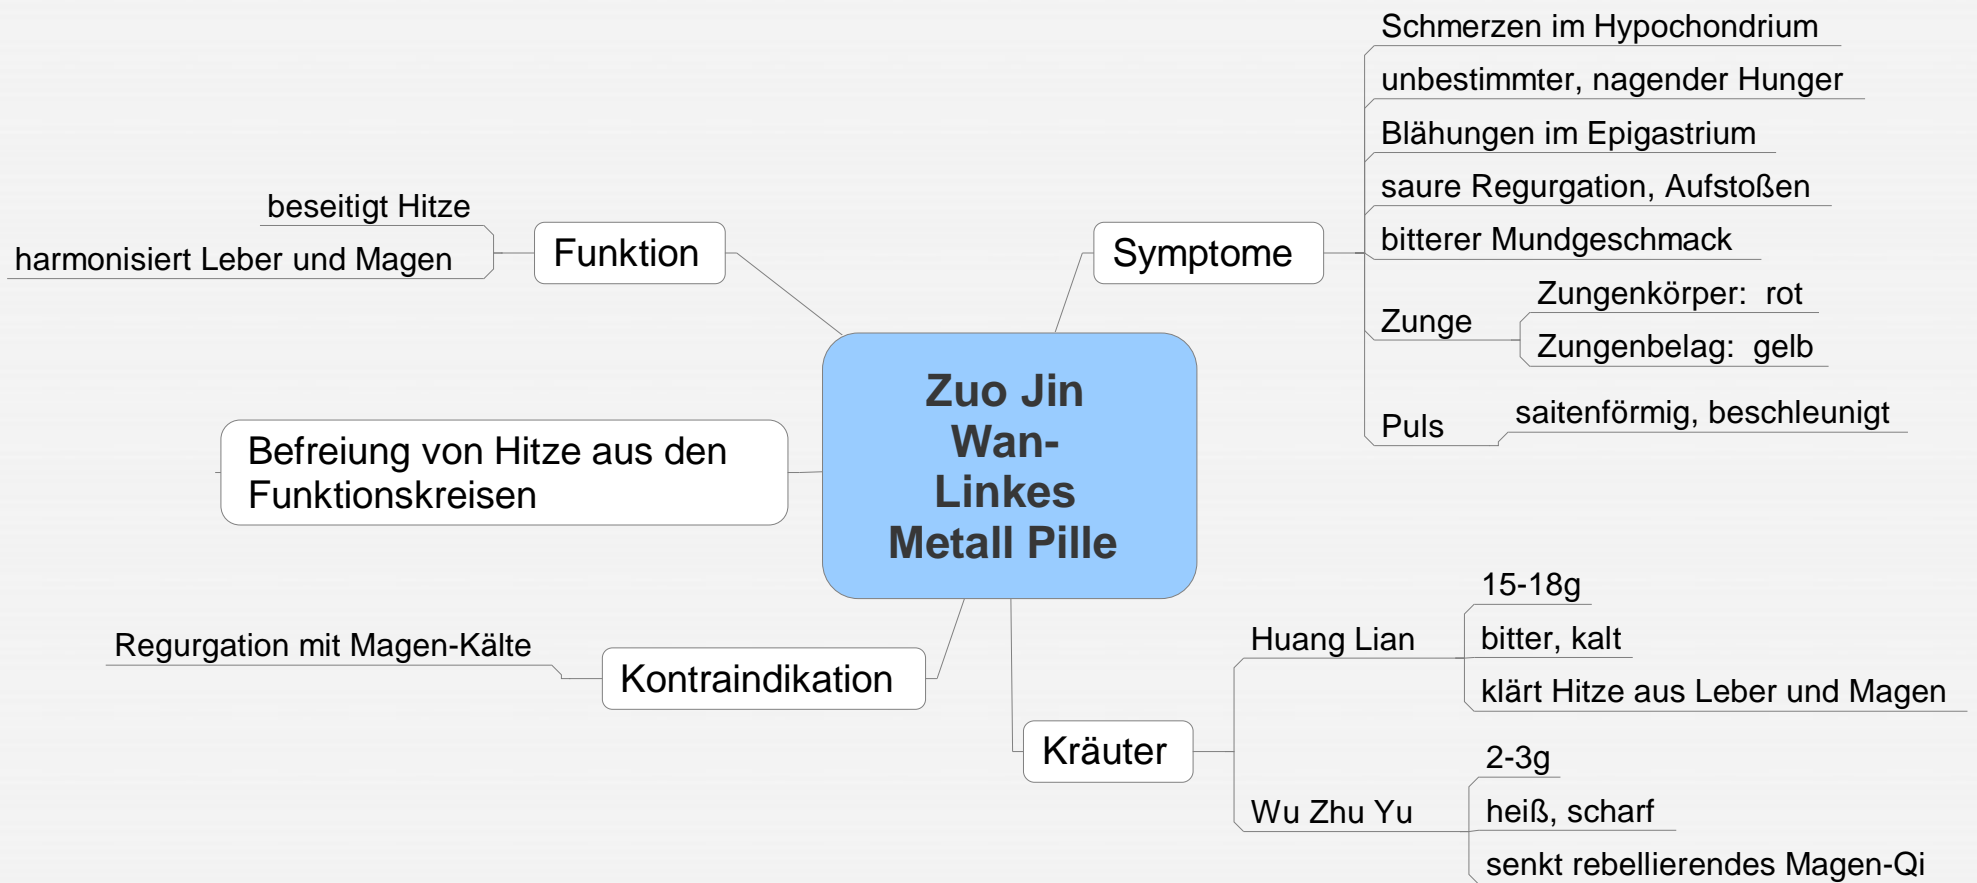 Zuo Jin
Wan-
Linkes
Metall Pille
Funktion
beseitigt Hitze
harmonisiert Leber und Magen
Befreiung von Hitze aus den
Funktionskreisen
Kontraindikation
Regurgation mit Magen-Kälte
Symptome
Schmerzen im Hypochondrium
unbestimmter, nagender Hunger
Blähungen im Epigastrium
saure Regurgation, Aufstoßen
bitterer Mundgeschmack
Zunge
Zungenkörper: rot
Zungenbelag: gelb
Puls
saitenförmig, beschleunigt
Kräuter
Huang Lian
15-18g
bitter, kalt
klärt Hitze aus Leber und Magen
Wu Zhu Yu
2-3g
heiß, scharf
senkt rebellierendes Magen-Qi